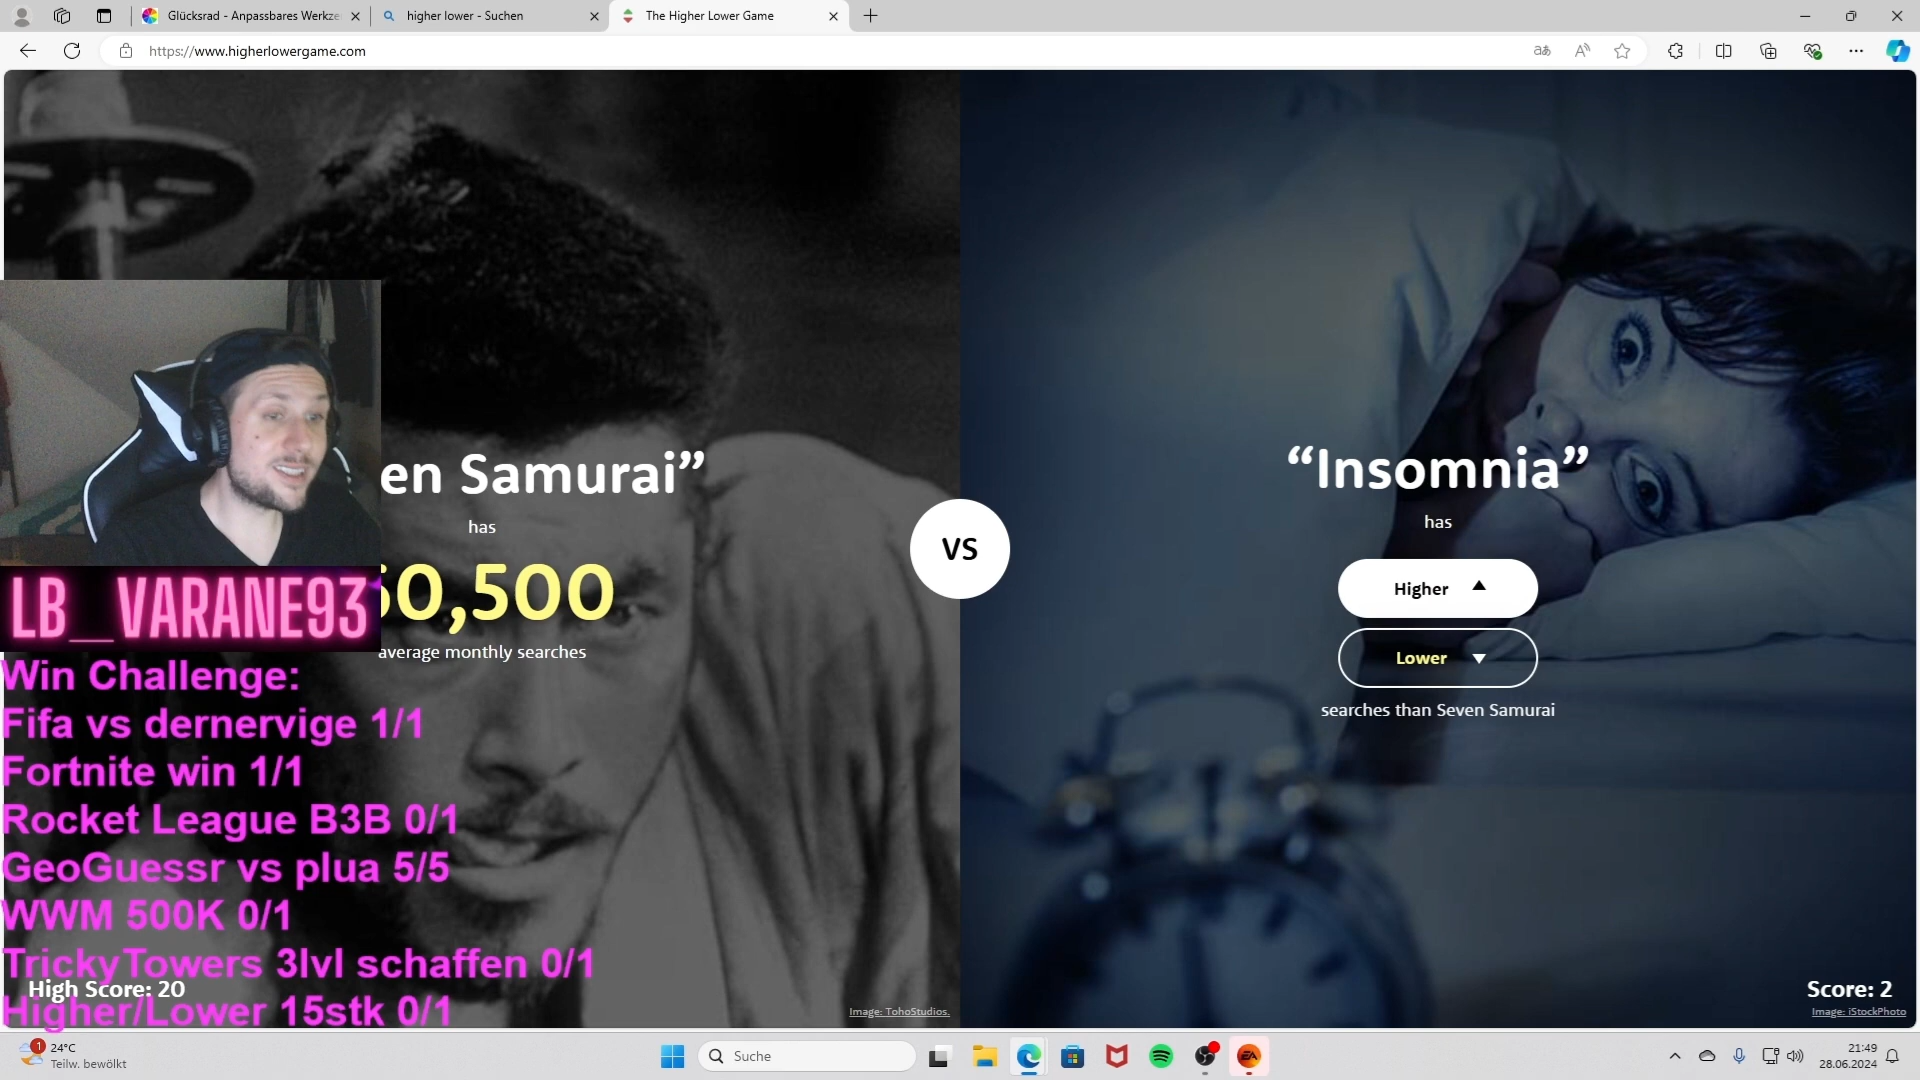 Glücksrad - Anpassbares Werkze
higher lower - Suchen
The Higher Lower Game
https://www.higherlowergame.com
en Samurai”
has
60,500
average monthly searches
VS
“Insomnia”
has
Higher
Lower
searches than Seven Samurai
LB_VARANE93
Win Challenge:
Fifa vs dernervige 1/1
Fortnite win 1/1
Rocket League B3B 0/1
GeoGuessr vs plua 5/5
WWM 500K 0/1
TrickyTowers 3lvl schaffen 0/1
High Score: 20
Higher/Lower 15stk 0/1
Image: TohoStudios.
Score: 2
Image: iStockPhoto
1
24°C
Teilw. bewölkt
Suche
EA
21:49
28.06.2024